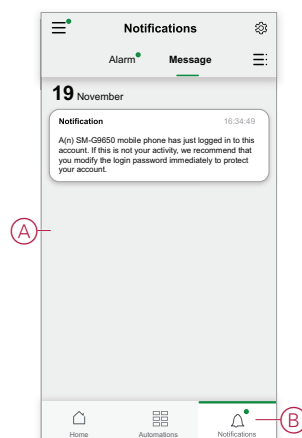 Notifications
Alarm Message
19 November
Notification 16:34:49
A(n) SM-G9650 mobile phone has just logged in to this
account. If this is not your activity, we recommend that
you modify the login password immediately to protect
your account.
A
B
Home Automations Notifications